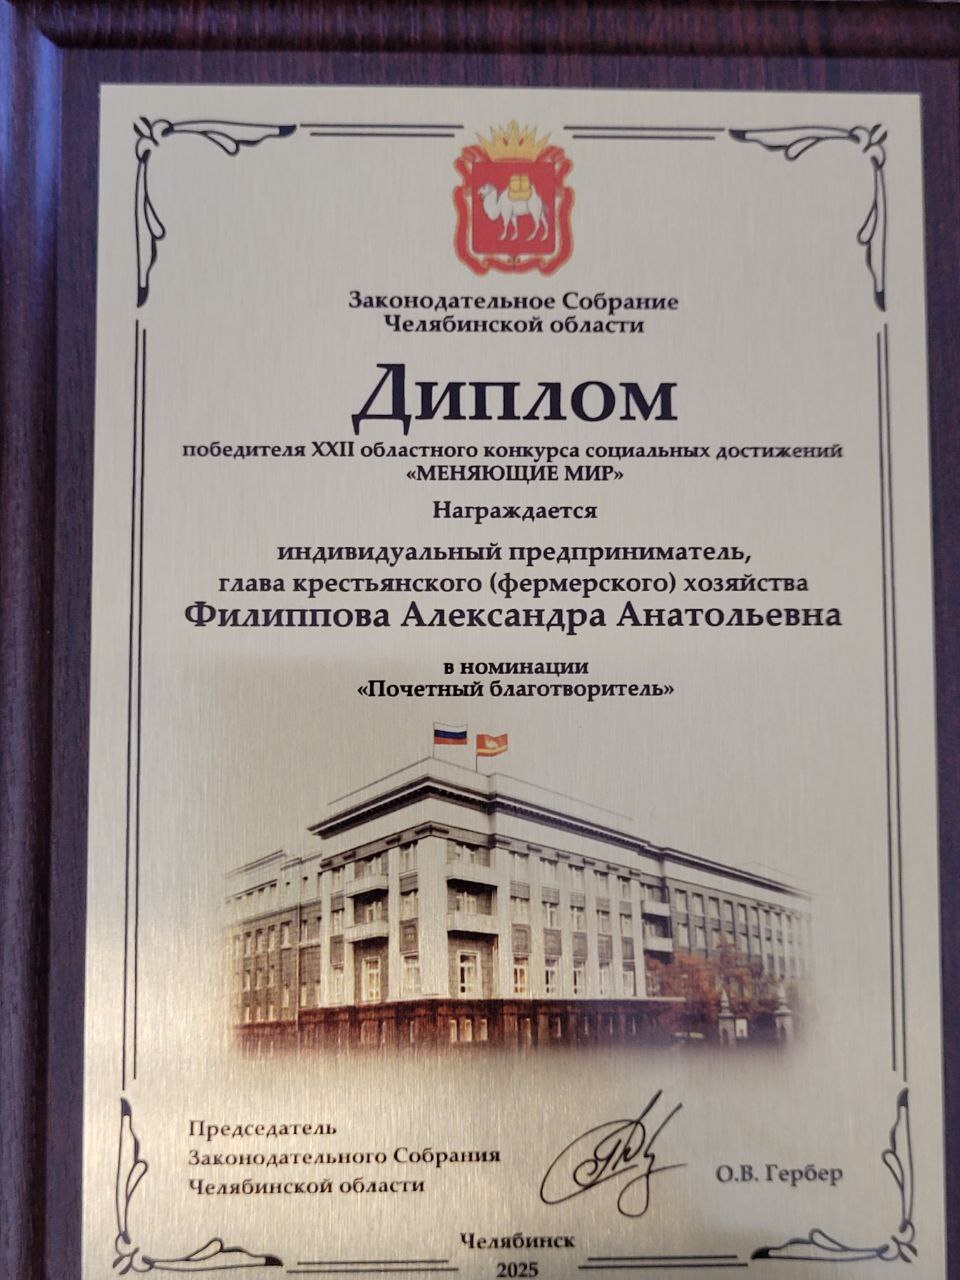 Законодательное Собрание
Челябинской области
Диплом
победителя XXII областного конкурса социальных достижений
«МЕНЯЮЩИЕ МИР»
Награждается
индивидуальный предприниматель,
глава крестьянского (фермерского) хозяйства
Филиппова Александра Анатольевна
в номинации
«Почетный благотворитель»
Председатель
Законодательного Собрания
Челябинской области
О.В. Гербер
Челябинск
2025